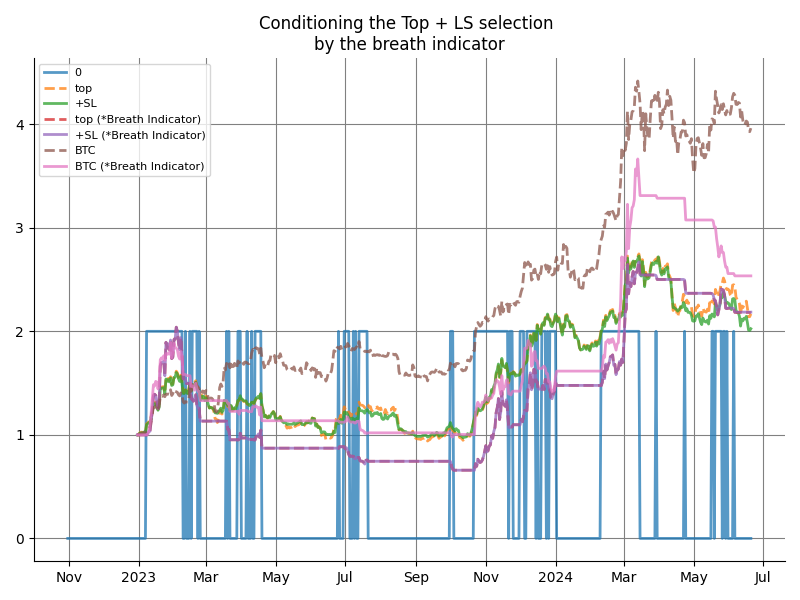 Conditioning the Top + LS selection
by the breath indicator
0
top
+SL
top (*Breath Indicator)
+SL (*Breath Indicator)
BTC
BTC (*Breath Indicator)
4
3
2
1
0
Nov
2023
Mar
May
Jul
Sep
Nov
2024
Mar
May
Jul